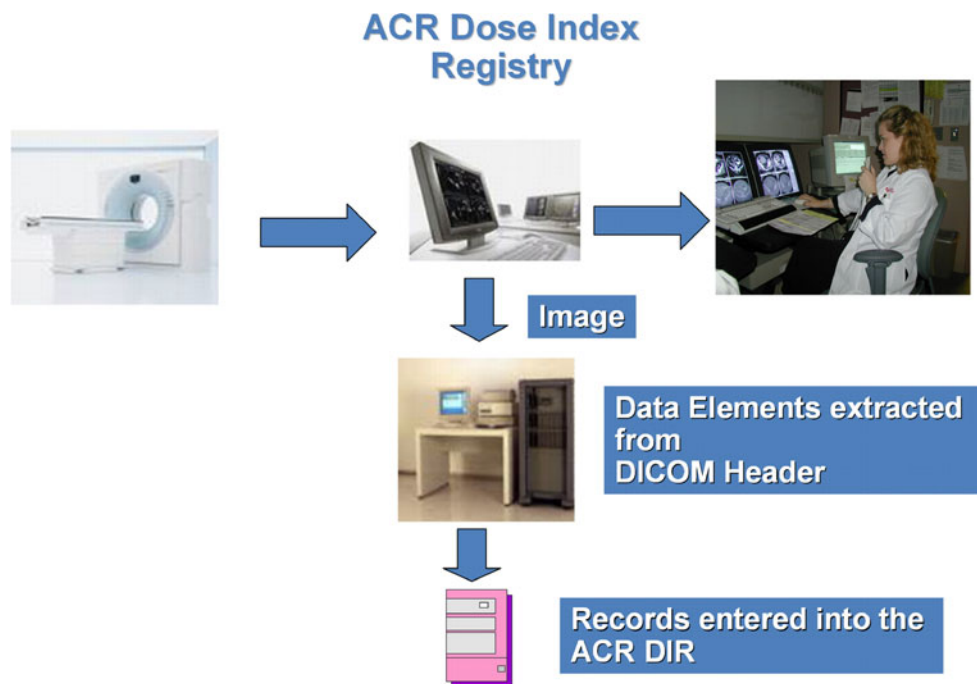 ACR Dose Index
Registry
Image
Data Elements extracted
from
DICOM Header
Records entered into the
ACR DIR